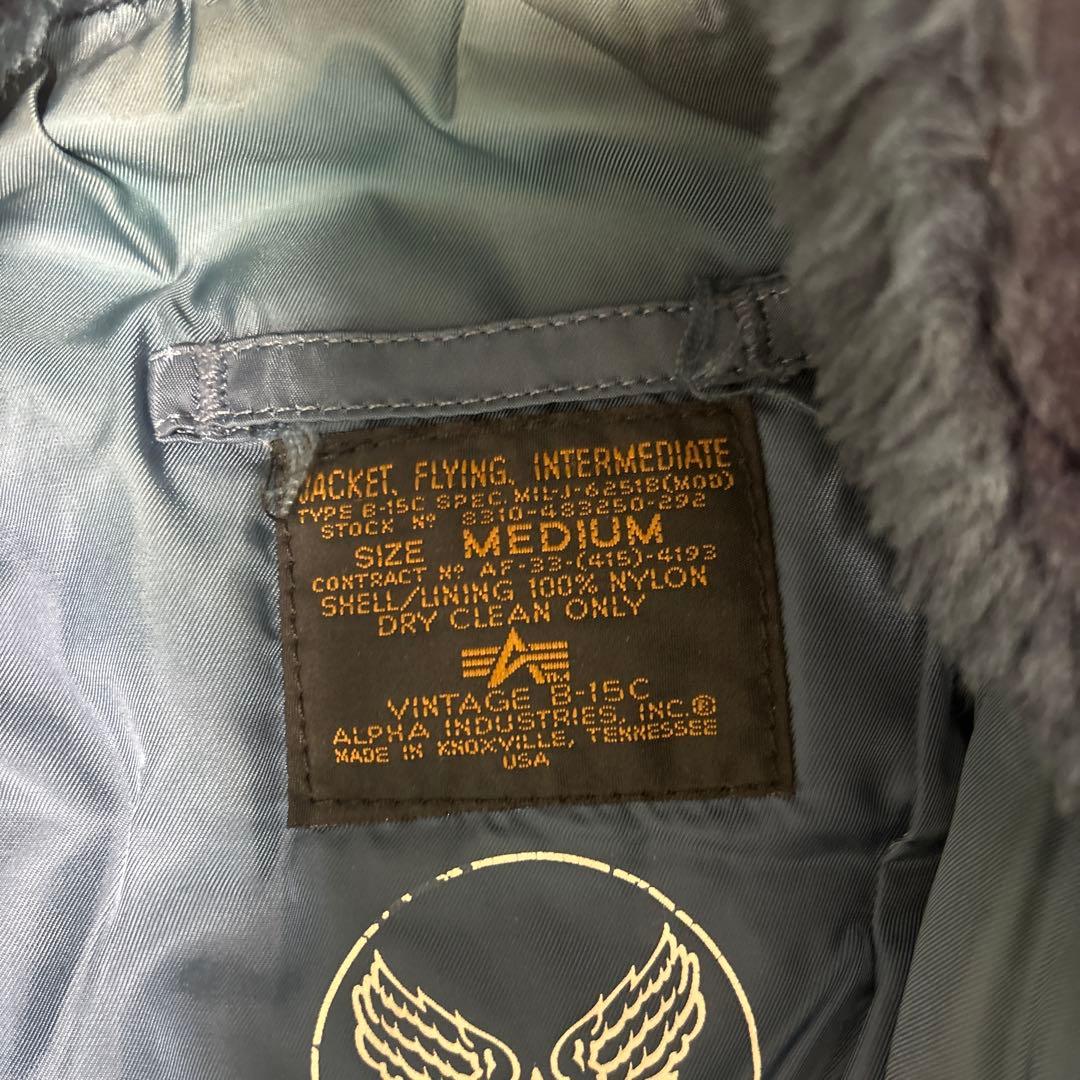 JACKET, FLYING, INTERMEDIATE
TYPE B-15C SPEC. MIL-J-6251B(MOD)
STOCK Nº 8310-483250-292
SIZE MEDIUM
CONTRACT Nº AF-33-(415)-4193
SHELL/LINING 100% NYLON
DRY CLEAN ONLY
TM
VINTAGE B-15C
ALPHA INDUSTRIES, INC.®
MADE IN KNOXVILLE, TENNESSEE
USA